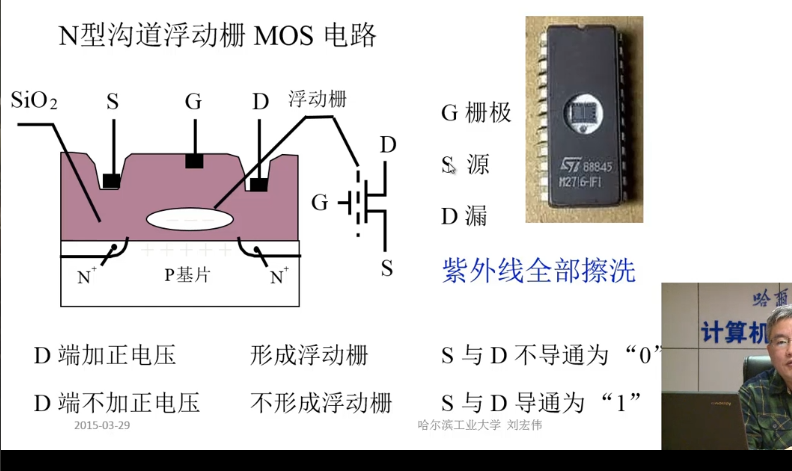 N型沟道浮动栅 MOS 电路
SiO2
S
G
D
浮动栅
D
G
S
N+
P基片
N+
G 栅极
S 源
D 漏
ST 88845
M2716-1F1
紫外线全部擦洗
D 端加正电压
形成浮动栅
S 与 D 不导通为 “0”
D 端不加正电压
不形成浮动栅
S 与 D 导通为 “1”
2015-03-29
哈尔滨工业大学 刘宏伟
计算机